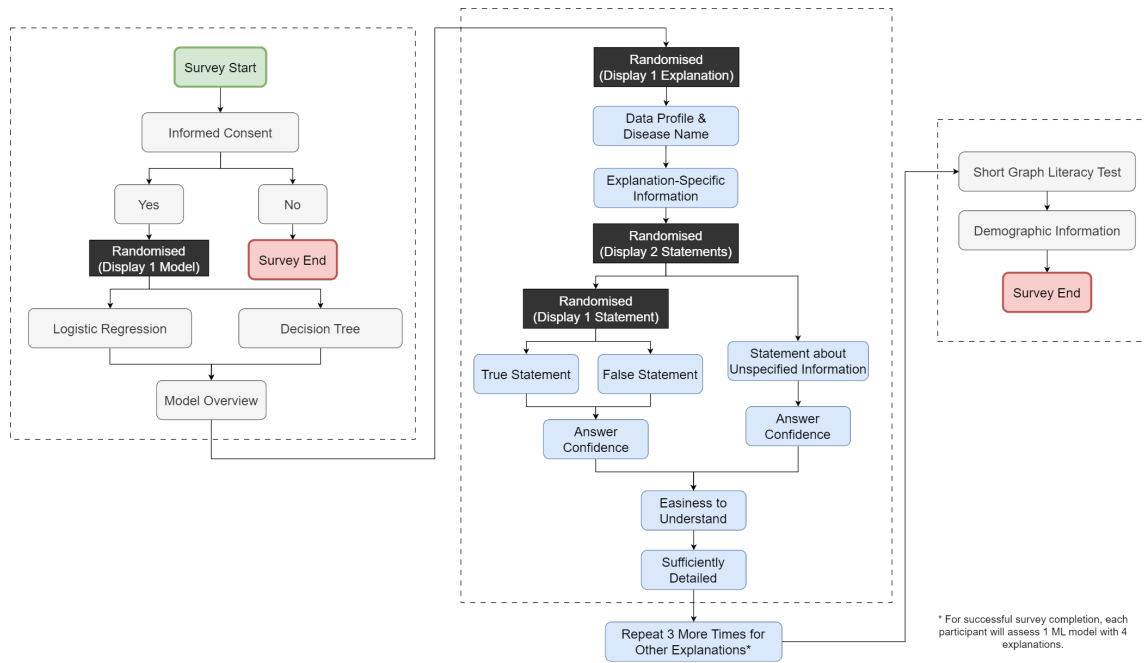 Survey Start
Informed Consent
Yes
No
Randomised
(Display 1 Model)
Survey End
Logistic Regression
Decision Tree
Model Overview
Randomised
(Display 1 Explanation)
Data Profile &
Disease Name
Explanation-Specific
Information
Randomised
(Display 2 Statements)
Randomised
(Display 1 Statement)
True Statement
False Statement
Statement about
Unspecified Information
Answer
Confidence
Answer
Confidence
Easiness to
Understand
Sufficiently
Detailed
Repeat 3 More Times for
Other Explanations*
Short Graph Literacy Test
Demographic Information
Survey End
* For successful survey completion, each
participant will assess 1 ML model with 4
explanations.